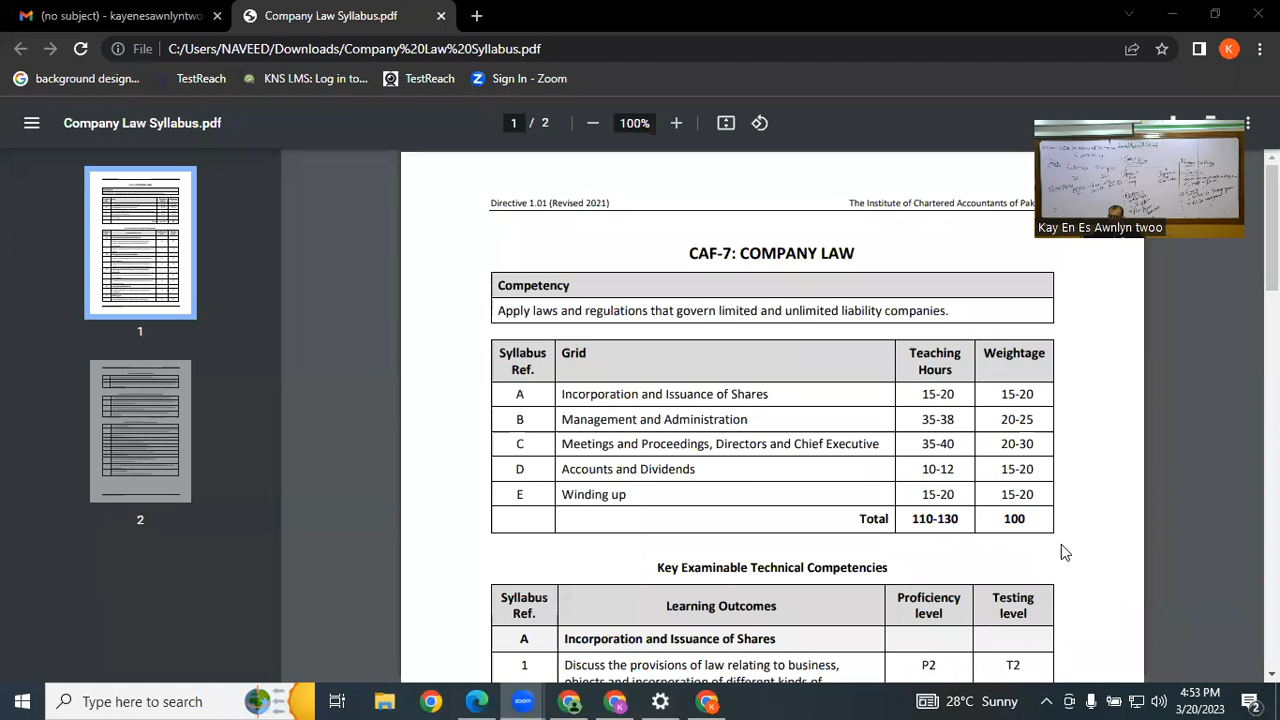 (no subject) - kayenesawnlyntwo
Company Law Syllabus.pdf
File
C:/Users/NAVEED/Downloads/Company%20Law%20Syllabus.pdf
background design...
TestReach
KNS LMS: Log in to...
TestReach
Sign In - Zoom
K
Company Law Syllabus.pdf
1 / 2
100%
Kay En Es Awnlyn twoo
1
2
Directive 1.01 (Revised 2021)
The Institute of Chartered Accountants of Pak
CAF-7: COMPANY LAW
Competency
Apply laws and regulations that govern limited and unlimited liability companies.
Syllabus Ref. Grid Teaching Hours Weightage
A Incorporation and Issuance of Shares 15-20 15-20
B Management and Administration 35-38 20-25
C Meetings and Proceedings, Directors and Chief Executive 35-40 20-30
D Accounts and Dividends 10-12 15-20
E Winding up 15-20 15-20
Total 110-130 100
Key Examinable Technical Competencies
Syllabus Ref. Learning Outcomes Proficiency level Testing level
A Incorporation and Issuance of Shares
1 Discuss the provisions of law relating to business, P2 T2
objects and incorporation of different kinds of
Type here to search
28°C Sunny
4:53 PM
3/20/2023
2